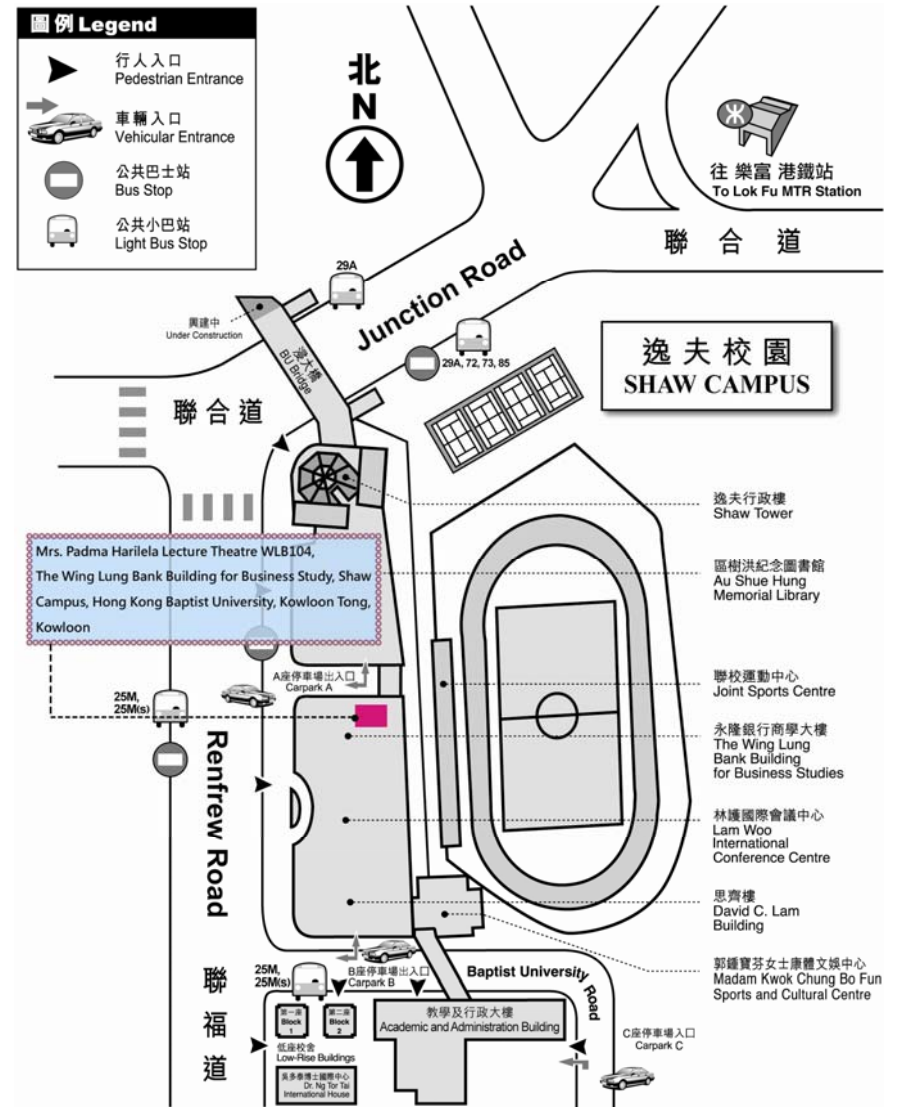 圖例 Legend
行人入口
Pedestrian Entrance
車輛入口
Vehicular Entrance
公共巴士站
Bus Stop
公共小巴站
Light Bus Stop
北
N
往 樂富 港鐵站
To Lok Fu MTR Station
聯合道
29A
Junction Road
興建中
Under Construction
浸大橋
BU Bridge
29A, 72, 73, 85
逸夫校園
SHAW CAMPUS
聯合道
逸夫行政樓
Shaw Tower
Mrs. Padma Harilela Lecture Theatre WLB104,
The Wing Lung Bank Building for Business Study, Shaw
Campus, Hong Kong Baptist University, Kowloon Tong,
Kowloon
區樹洪紀念圖書館
Au Shue Hung
Memorial Library
A座停車場出入口
Carpark A
聯校運動中心
Joint Sports Centre
25M,
25M(s)
永隆銀行商學大樓
The Wing Lung
Bank Building
for Business Studies
Renfrew Road
林護國際會議中心
Lam Woo
International
Conference Centre
思齊樓
David C. Lam
Building
郭鍾寶芬女士康體文娛中心
Madam Kwok Chung Bo Fun
Sports and Cultural Centre
聯福道
25M,
25M(s)
B座停車場出入口
Carpark B
Baptist University Road
第一座
Block
1
第二座
Block
2
教學及行政大樓
Academic and Administration Building
低座校舍
Low-Rise Buildings
C座停車場入口
Carpark C
吳多泰博士國際中心
Dr. Ng Tor Tai
International House